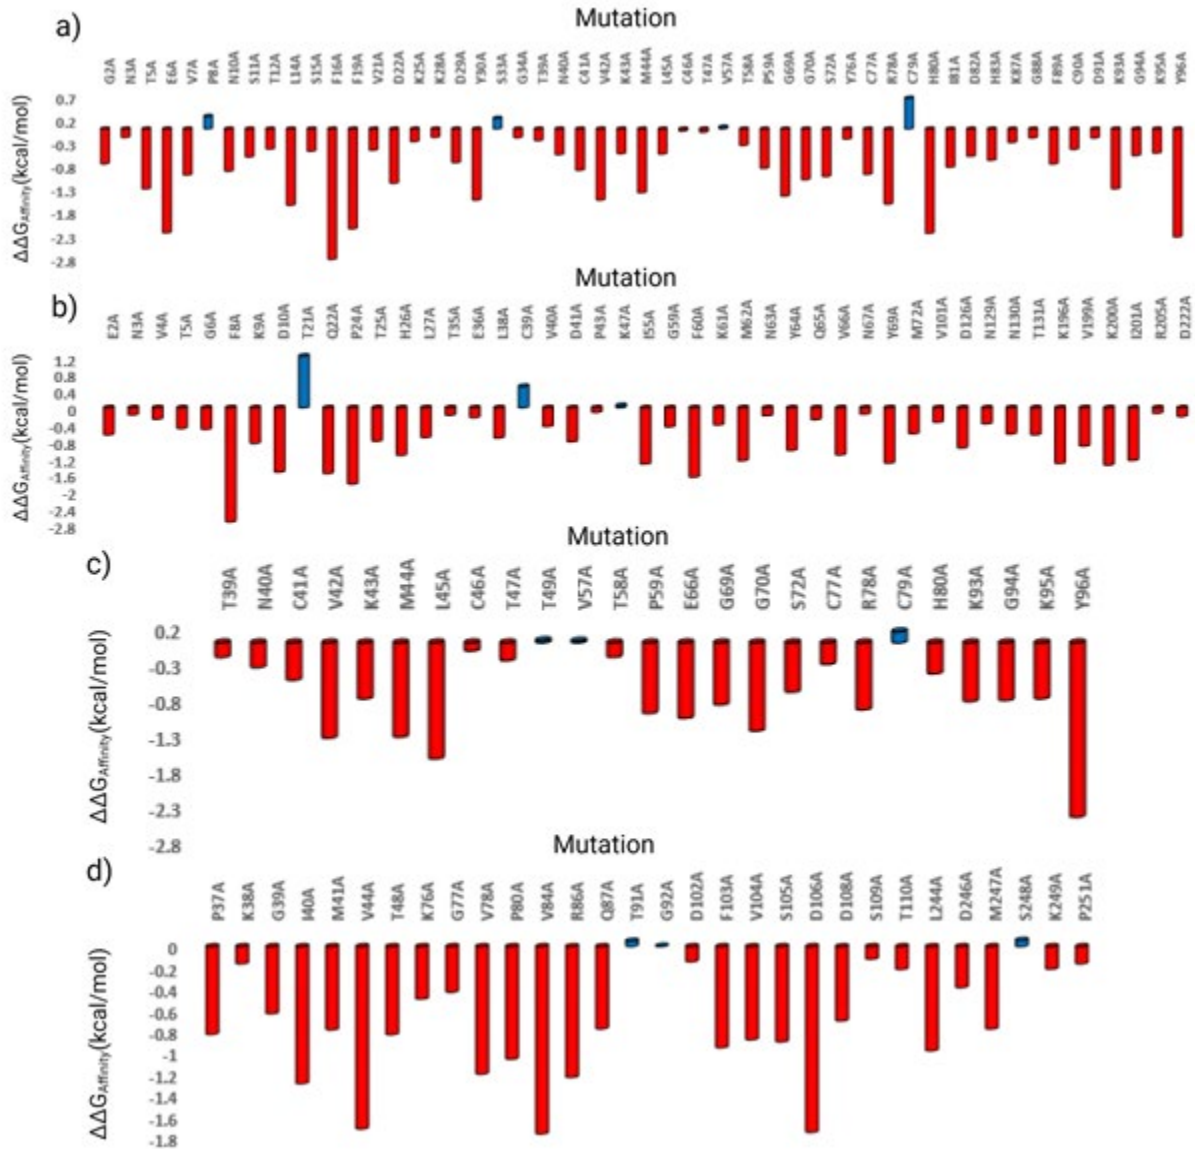 a)
Mutation
G2A N3A T5A E6A V7A P8A N10A S11A T12A L14A S15A F16A F19A V21A D22A K25A K28A D29A Y30A S33A G34A T39A N40A C41A V42A K43A M44A L45A C46A T47A V57A T58A P59A G69A G70A S72A Y76A C77A R78A C79A H80A I81A D82A H83A K87A G88A F89A C90A D91A K93A G94A K95A Y96A
ΔΔGAffinity(kcal/mol)
0.7
0.2
-0.3
-0.8
-1.3
-1.8
-2.3
-2.8
b)
Mutation
E2A N3A V4A T5A G6A F8A K9A D10A T21A Q22A P24A T25A H26A L27A T35A E36A L38A C39A V40A D41A P43A K47A I55A G59A F60A K61A M62A N63A Y64A Q65A V66A N67A Y69A M72A V101A D126A N129A N130A T131A K196A V199A K200A I201A R205A D222A
ΔΔGAffinity(kcal/mol)
1.2
0.8
0.4
0
-0.4
-0.8
-1.2
-1.6
-2
-2.4
-2.8
c)
Mutation
T39A N40A C41A V42A K43A M44A L45A C46A T47A T49A V57A T58A P59A E66A G69A G70A S72A C77A R78A C79A H80A K93A G94A K95A Y96A
ΔΔGAffinity(kcal/mol)
0.2
-0.3
-0.8
-1.3
-1.8
-2.3
-2.8
d)
Mutation
P37A K38A G39A I40A M41A V44A T48A K76A G77A V78A P80A V84A R86A Q87A T91A G92A D102A F103A V104A S105A D106A D108A S109A T110A L244A D246A M247A S248A K249A P251A
ΔΔGAffinity(kcal/mol)
0
-0.2
-0.4
-0.6
-0.8
-1
-1.2
-1.4
-1.6
-1.8